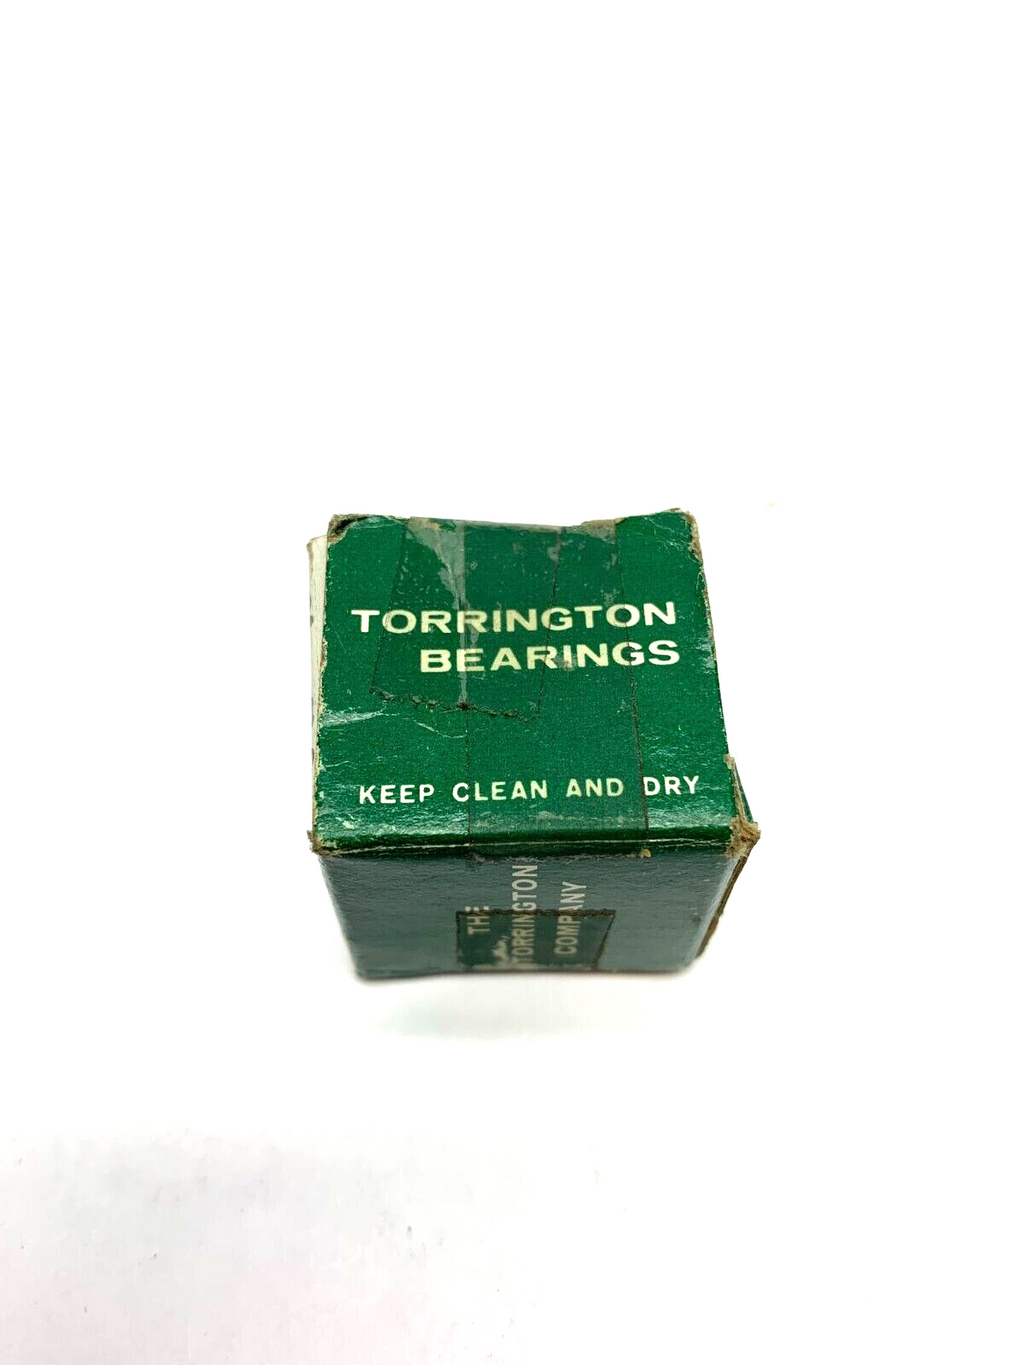 TORRINGTON
BEARINGS
KEEP CLEAN AND DRY
THE
TORRINGTON
COMPANY